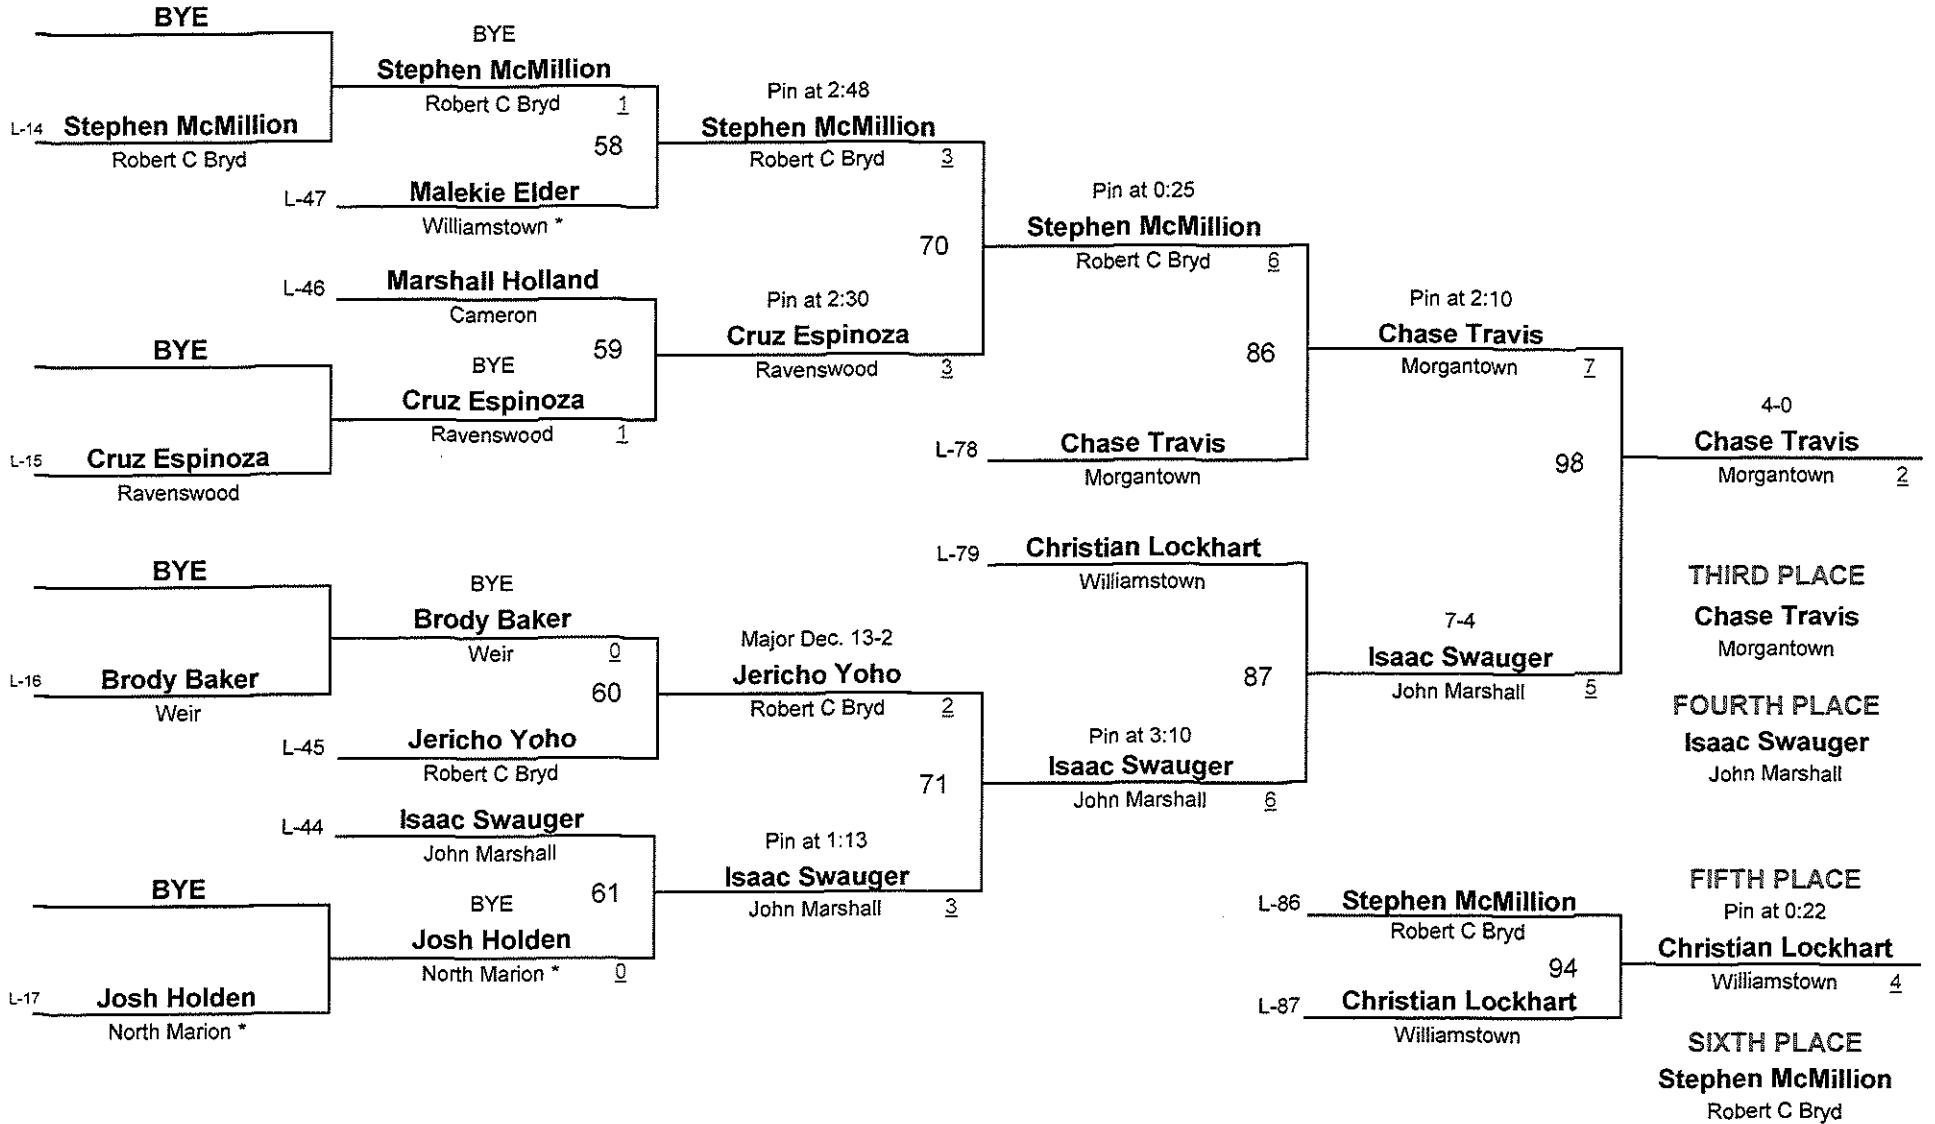 BYE
L-14 Stephen McMillion
Robert C Bryd
BYE
L-15 Cruz Espinoza
Ravenswood
BYE
L-16 Brody Baker
Weir
BYE
L-17 Josh Holden
North Marion *
BYE
Stephen McMillion
Robert C Bryd 1
58
L-47 Malekie Elder
Williamstown *
L-46 Marshall Holland
Cameron
59
BYE
Cruz Espinoza
Ravenswood 1
BYE
Brody Baker
Weir 0
60
L-45 Jericho Yoho
Robert C Bryd
L-44 Isaac Swauger
John Marshall
61
BYE
Josh Holden
North Marion * 0
Pin at 2:48
Stephen McMillion
Robert C Bryd 3
70
Pin at 2:30
Cruz Espinoza
Ravenswood 3
Major Dec. 13-2
Jericho Yoho
Robert C Bryd 2
71
Pin at 1:13
Isaac Swauger
John Marshall 3
Pin at 0:25
Stephen McMillion
Robert C Bryd 6
86
L-78 Chase Travis
Morgantown
L-79 Christian Lockhart
Williamstown
87
Pin at 3:10
Isaac Swauger
John Marshall 6
Pin at 2:10
Chase Travis
Morgantown 7
98
7-4
Isaac Swauger
John Marshall 5
4-0
Chase Travis
Morgantown 2
THIRD PLACE
Chase Travis
Morgantown
FOURTH PLACE
Isaac Swauger
John Marshall
L-86 Stephen McMillion
Robert C Bryd
94
L-87 Christian Lockhart
Williamstown
FIFTH PLACE
Pin at 0:22
Christian Lockhart
Williamstown 4
SIXTH PLACE
Stephen McMillion
Robert C Bryd